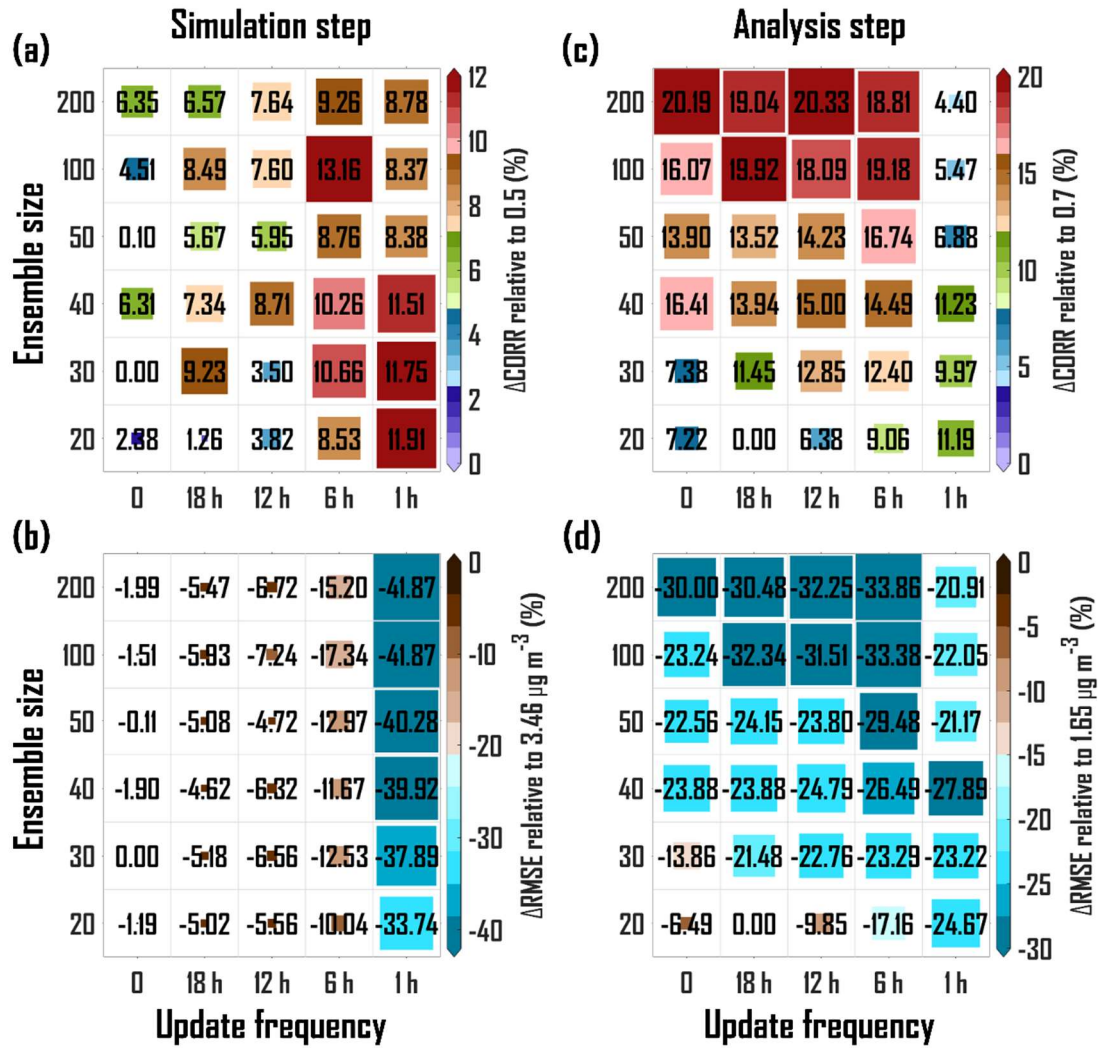 Simulation step
Analysis step
(a)
(c)
200 6.35 6.57 7.64 9.26 8.78
100 4.51 8.49 7.60 13.16 8.37
50 0.10 5.67 5.95 8.76 8.38
40 6.31 7.34 8.71 10.26 11.51
30 0.00 9.23 3.50 10.66 11.75
20 2.38 1.26 3.82 8.53 11.91
0 18 h 12 h 6 h 1 h
Ensemble size
12
10
8
6
4
2
0
ΔCORR relative to 0.5 (%)
200 20.19 19.04 20.33 18.81 4.40
100 16.07 19.92 18.09 19.18 5.47
50 13.90 13.52 14.23 16.74 6.88
40 16.41 13.94 15.00 14.49 11.23
30 7.38 11.45 12.85 12.40 9.97
20 7.22 0.00 6.38 9.06 11.19
0 18 h 12 h 6 h 1 h
20
15
10
5
0
ΔCORR relative to 0.7 (%)
(b)
(d)
200 -1.99 -5.47 -6.72 -15.20 -41.87
100 -1.51 -5.93 -7.24 -17.34 -41.87
50 -0.11 -5.08 -4.72 -12.97 -40.28
40 -1.90 -4.62 -6.32 -11.67 -39.92
30 0.00 -5.18 -6.56 -12.53 -37.89
20 -1.19 -5.02 -5.56 -10.04 -33.74
0 18 h 12 h 6 h 1 h
Ensemble size
Update frequency
0
-10
-20
-30
-40
ΔRMSE relative to 3.46 µg m⁻³ (%)
200 -30.00 -30.48 -32.25 -33.86 -20.91
100 -23.24 -32.34 -31.51 -33.38 -22.05
50 -22.56 -24.15 -23.80 -29.48 -21.17
40 -23.88 -23.88 -24.79 -26.49 -27.89
30 -13.86 -21.48 -22.76 -23.29 -23.22
20 -6.49 0.00 -9.85 -17.16 -24.67
0 18 h 12 h 6 h 1 h
Update frequency
0
-5
-10
-15
-20
-25
-30
ΔRMSE relative to 1.65 µg m⁻³ (%)